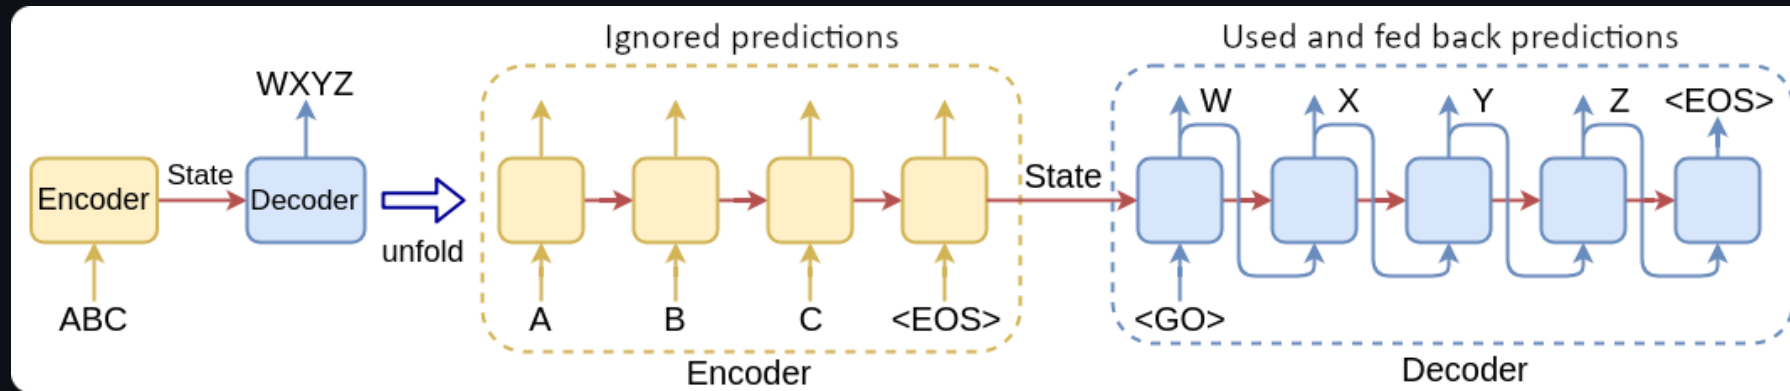 WXYZ
Encoder
State
Decoder
ABC
unfold
Ignored predictions
A B C <EOS>
Encoder
State
Used and fed back predictions
W X Y Z <EOS>
<GO>
Decoder